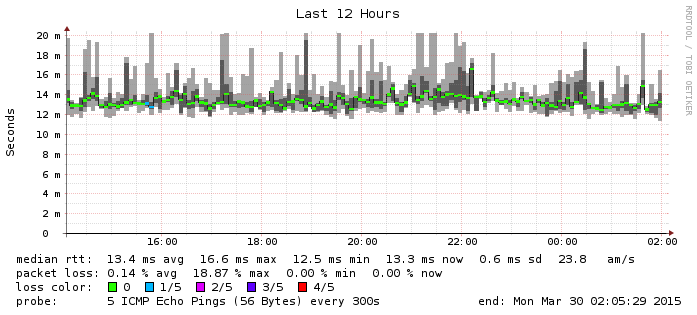 Last 12 Hours
RRDTOOL / TOBI OETIKER
Seconds
20 m
18 m
16 m
14 m
12 m
10 m
8 m
6 m
4 m
2 m
0
16:00 18:00 20:00 22:00 00:00 02:00
median rtt: 13.4 ms avg 16.6 ms max 12.5 ms min 13.3 ms now 0.6 ms sd 23.8 am/s
packet loss: 0.14 % avg 18.87 % max 0.00 % min 0.00 % now
loss color: 0 1/5 2/5 3/5 4/5
probe: 5 ICMP Echo Pings (56 Bytes) every 300s end: Mon Mar 30 02:05:29 2015